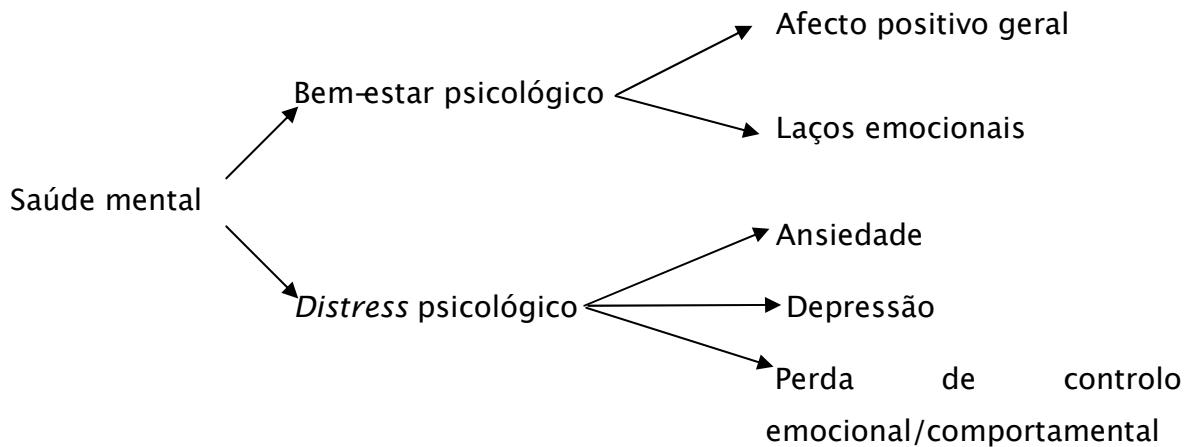 Afecto positivo geral
Bem-estar psicológico
Laços emocionais
Saúde mental
Ansiedade
Distress psicológico
Depressão
Perda de controlo
emocional/comportamental